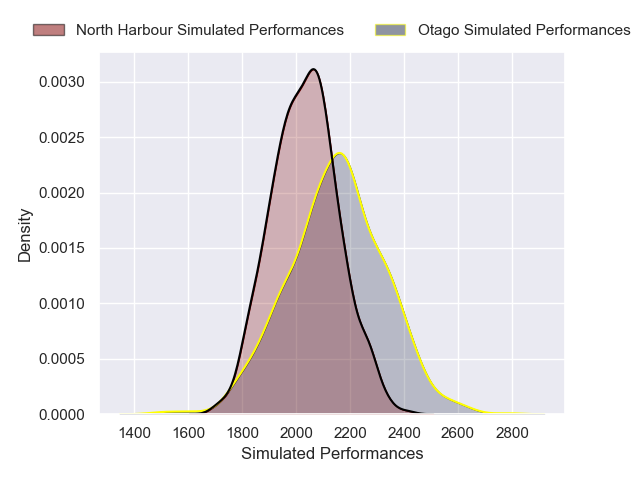 North Harbour Simulated Performances
Otago Simulated Performances
0.0030
0.0025
0.0020
0.0015
0.0010
0.0005
0.0000
Density
1400 1600 1800 2000 2200 2400 2600 2800
Simulated Performances